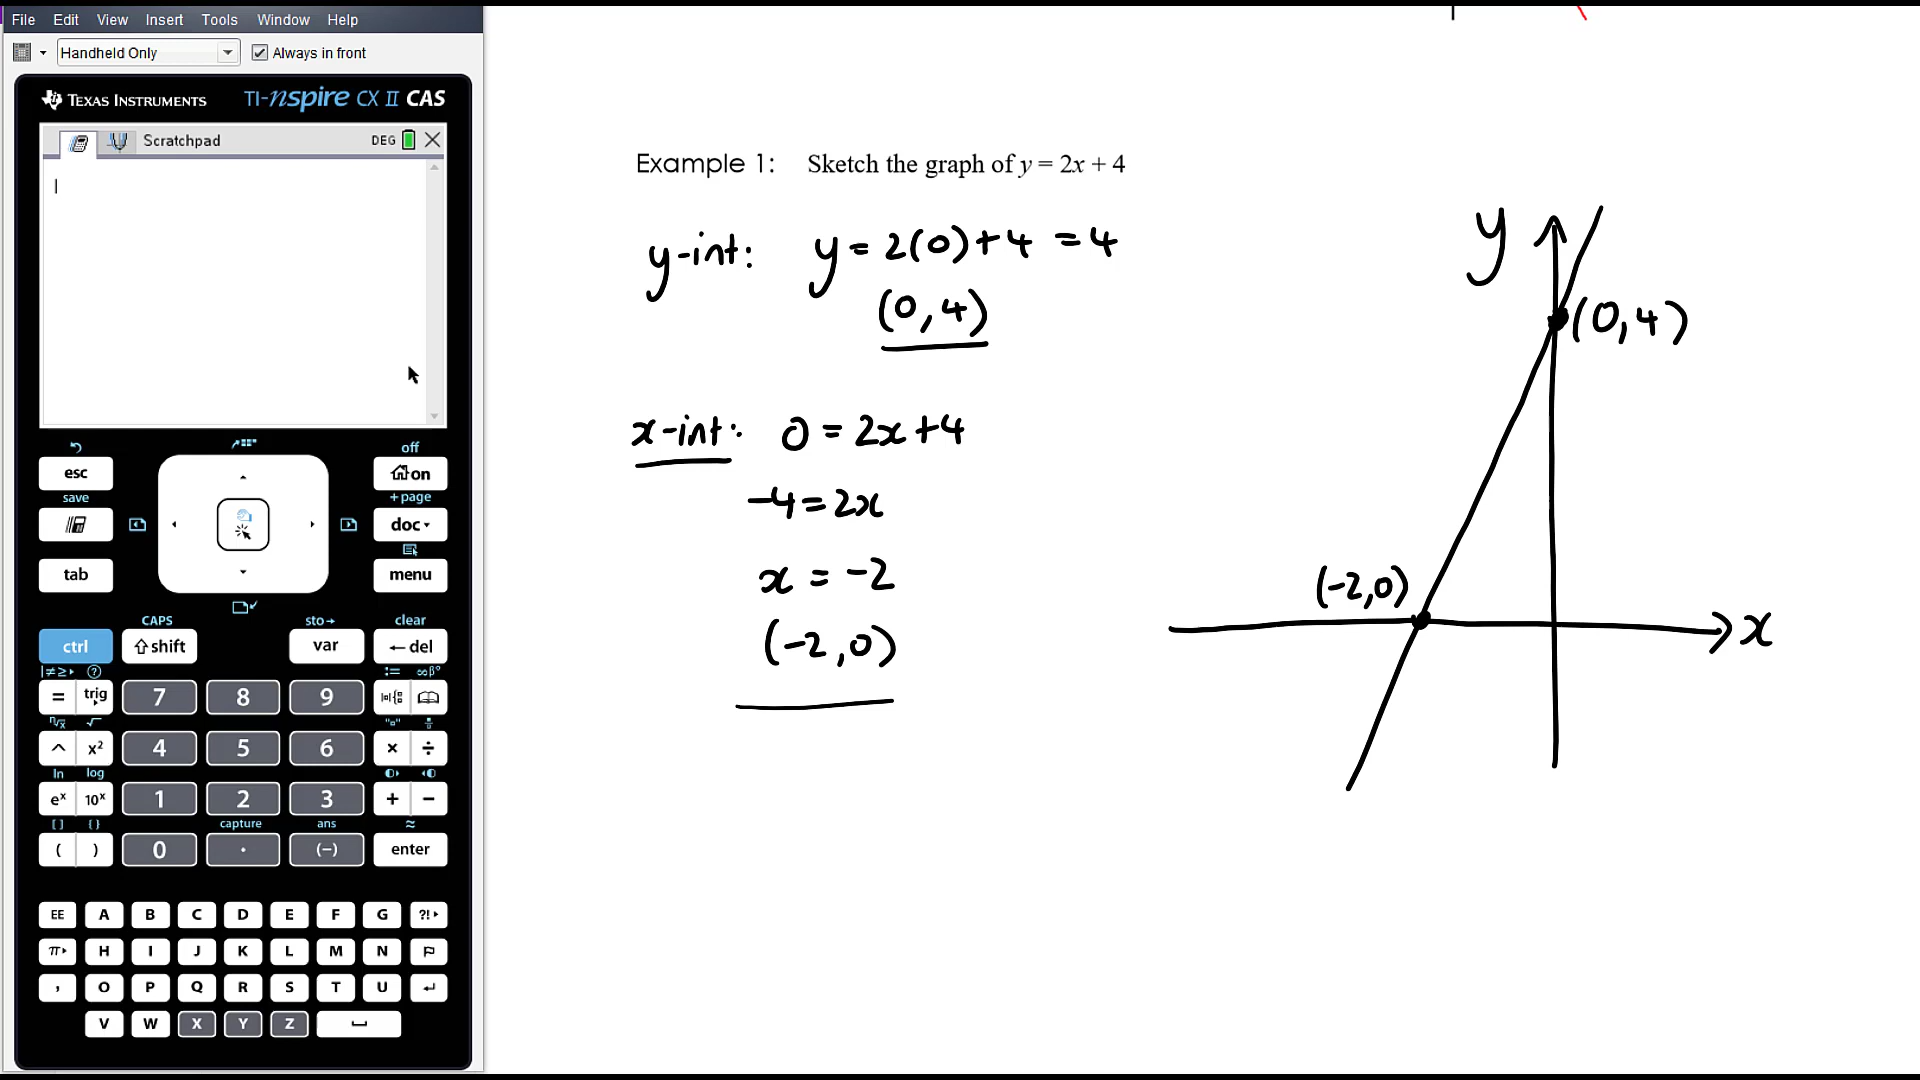 File Edit View Insert Tools Window Help
Handheld Only Always in front
TEXAS INSTRUMENTS TI-nspire CX II CAS
Scratchpad DEG
off
esc on
save + page
doc
tab menu
CAPS sto→ clear
ctrl ⇧shift var ←del
|≠≥▸ ? := ∞β°
= trig 7 8 9 |□|{
ⁿ√x √ "□"
^ x² 4 5 6 × ÷
ln log
eˣ 10ˣ 1 2 3 + −
[ ] { } capture ans ≈
( ) 0 . (−) enter
EE A B C D E F G ?!▸
π▸ H I J K L M N
, O P Q R S T U ↵
V W X Y Z
Example 1: Sketch the graph of y = 2x + 4
y-int: y = 2(0)+4 = 4
(0,4)
x-int: 0 = 2x+4
-4 = 2x
x = -2
(-2,0)
y
(0,4)
(-2,0)
x